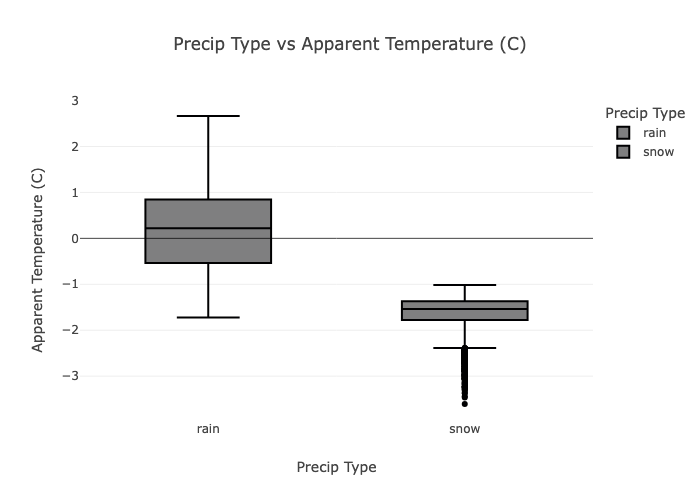 Precip Type vs Apparent Temperature (C)
Precip Type
rain
snow
Apparent Temperature (C)
3
2
1
0
−1
−2
−3
rain
snow
Precip Type